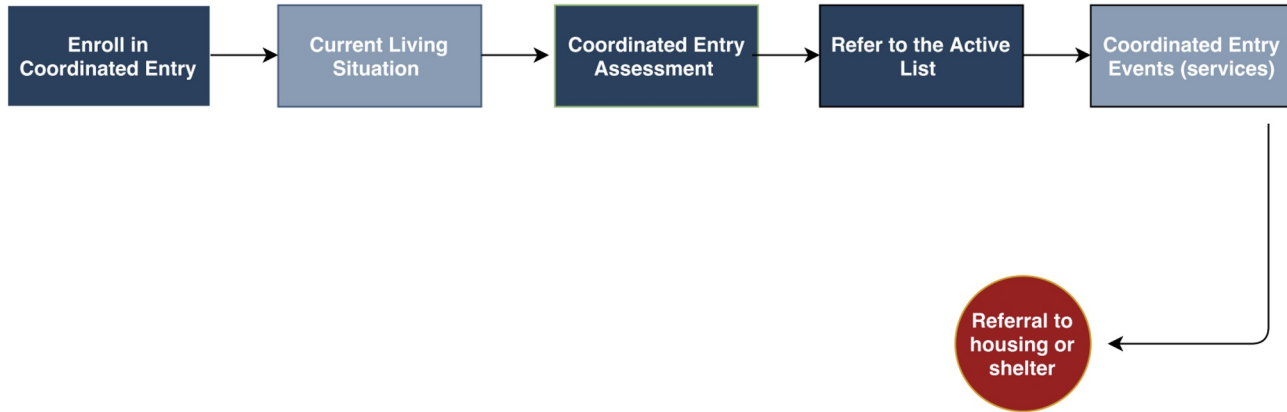 Enroll in
Coordinated Entry
Current Living
Situation
Coordinated Entry
Assessment
Refer to the Active
List
Coordinated Entry
Events (services)
Referral to
housing or
shelter